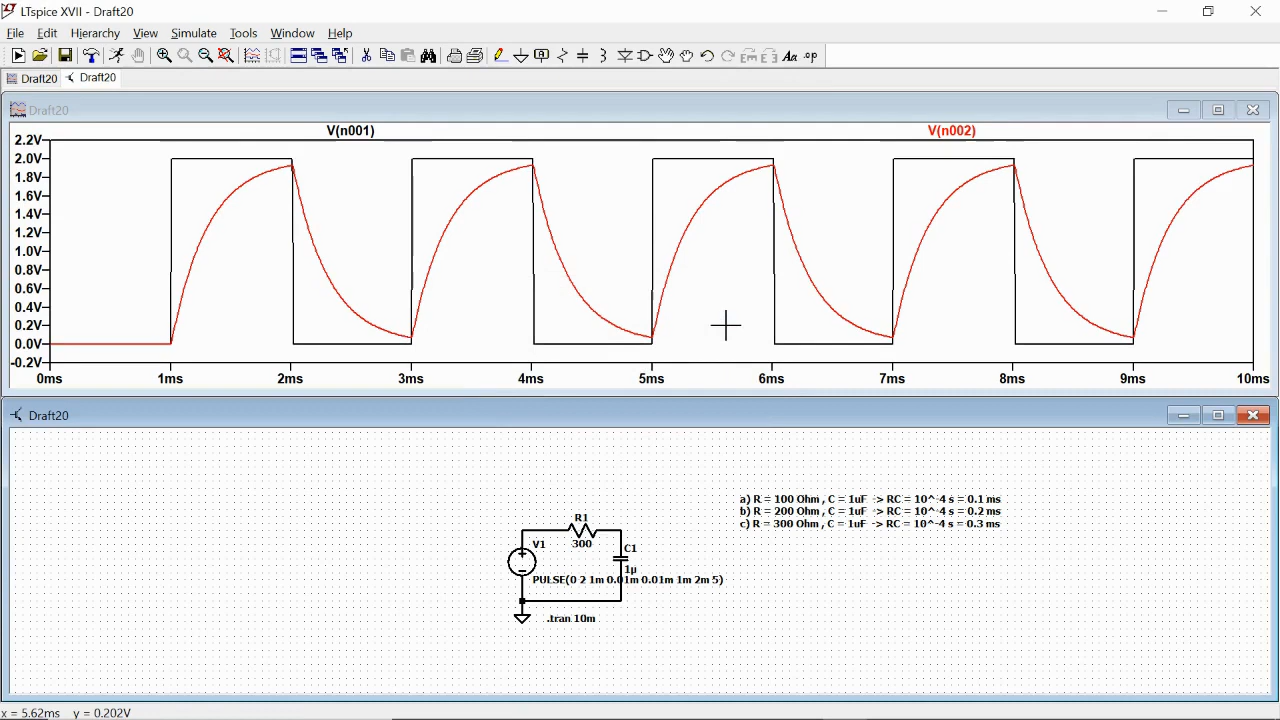 LTspice XVII - Draft20
File Edit Hierarchy View Simulate Tools Window Help
Draft20 Draft20
Draft20
V(n001) V(n002)
2.2V
2.0V
1.8V
1.6V
1.4V
1.2V
1.0V
0.8V
0.6V
0.4V
0.2V
0.0V
-0.2V
0ms 1ms 2ms 3ms 4ms 5ms 6ms 7ms 8ms 9ms 10ms
Draft20
a) R = 100 Ohm , C = 1uF -> RC = 10^-4 s = 0.1 ms
b) R = 200 Ohm , C = 1uF -> RC = 10^-4 s = 0.2 ms
c) R = 300 Ohm , C = 1uF -> RC = 10^-4 s = 0.3 ms
R1
300
V1
C1
1µ
PULSE(0 2 1m 0.01m 0.01m 1m 2m 5)
.tran 10m
x = 5.62ms y = 0.202V